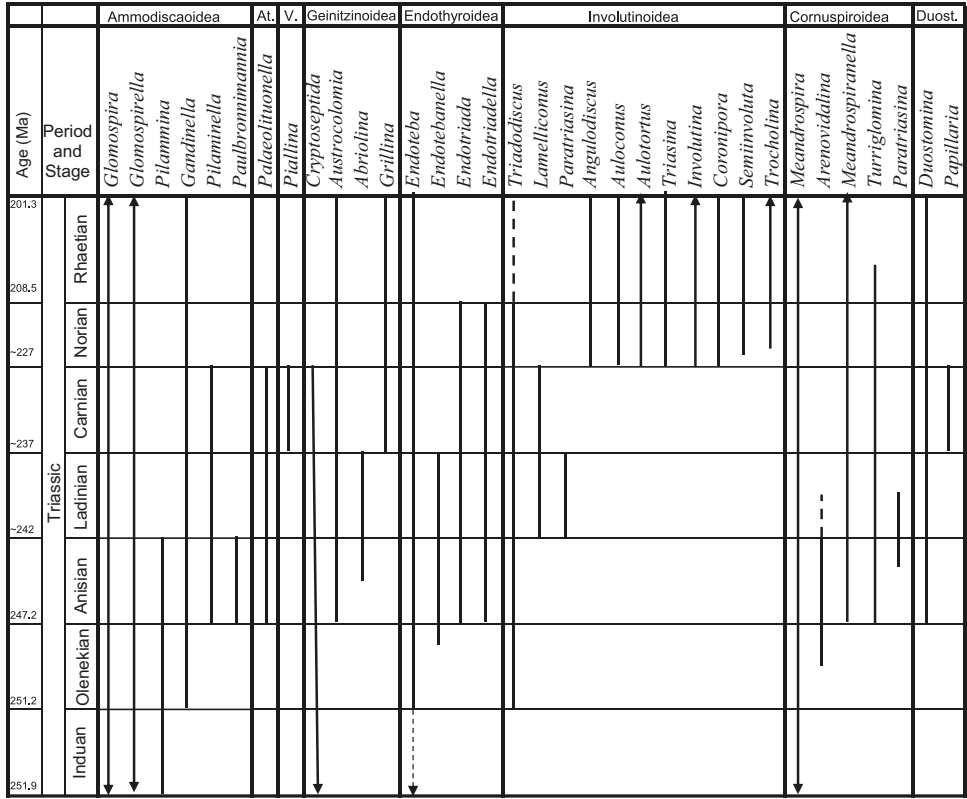 Ammodiscaoidea At. V. Geinitzinoidea Endothyroidea Involutinoidea Cornuspiroidea Duost.
Age (Ma)
Period
and
Stage
Glomospira
Glomospirella
Pilammina
Gandinella
Pilaminella
Paulbronnimannia
Palaeolituonella
Piallina
Cryptoseptida
Austrocolomia
Abriolina
Grillina
Endoteba
Endotebanella
Endotriada
Endotriadella
Triadodiscus
Lamelliconus
Paratriasina
Angulodiscus
Auloconus
Aulotortus
Triasina
Involutina
Coronipora
Semiinvoluta
Trocholina
Meandrospira
Arenovidalina
Meandrospiranella
Turriglomina
Paratriasina
Duostomina
Papillaria
201.3
Rhaetian
208.5
Norian
~227
Carnian
~237
Triassic
Ladinian
~242
Anisian
247.2
Olenekian
251.2
Induan
251.9